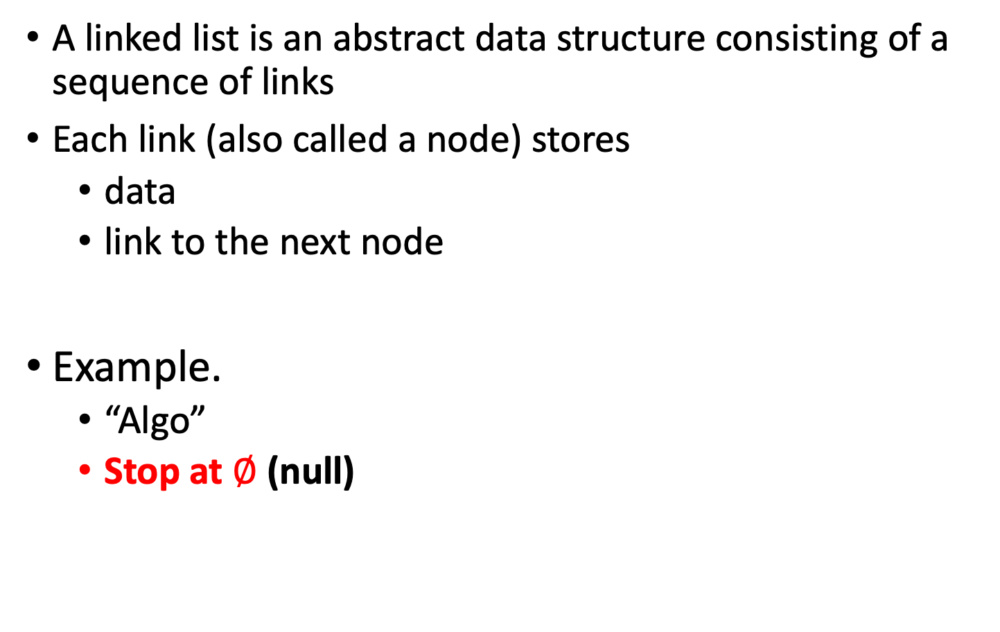 • A linked list is an abstract data structure consisting of a
sequence of links
• Each link (also called a node) stores
• data
• link to the next node
• Example.
• “Algo”
• Stop at ∅ (null)